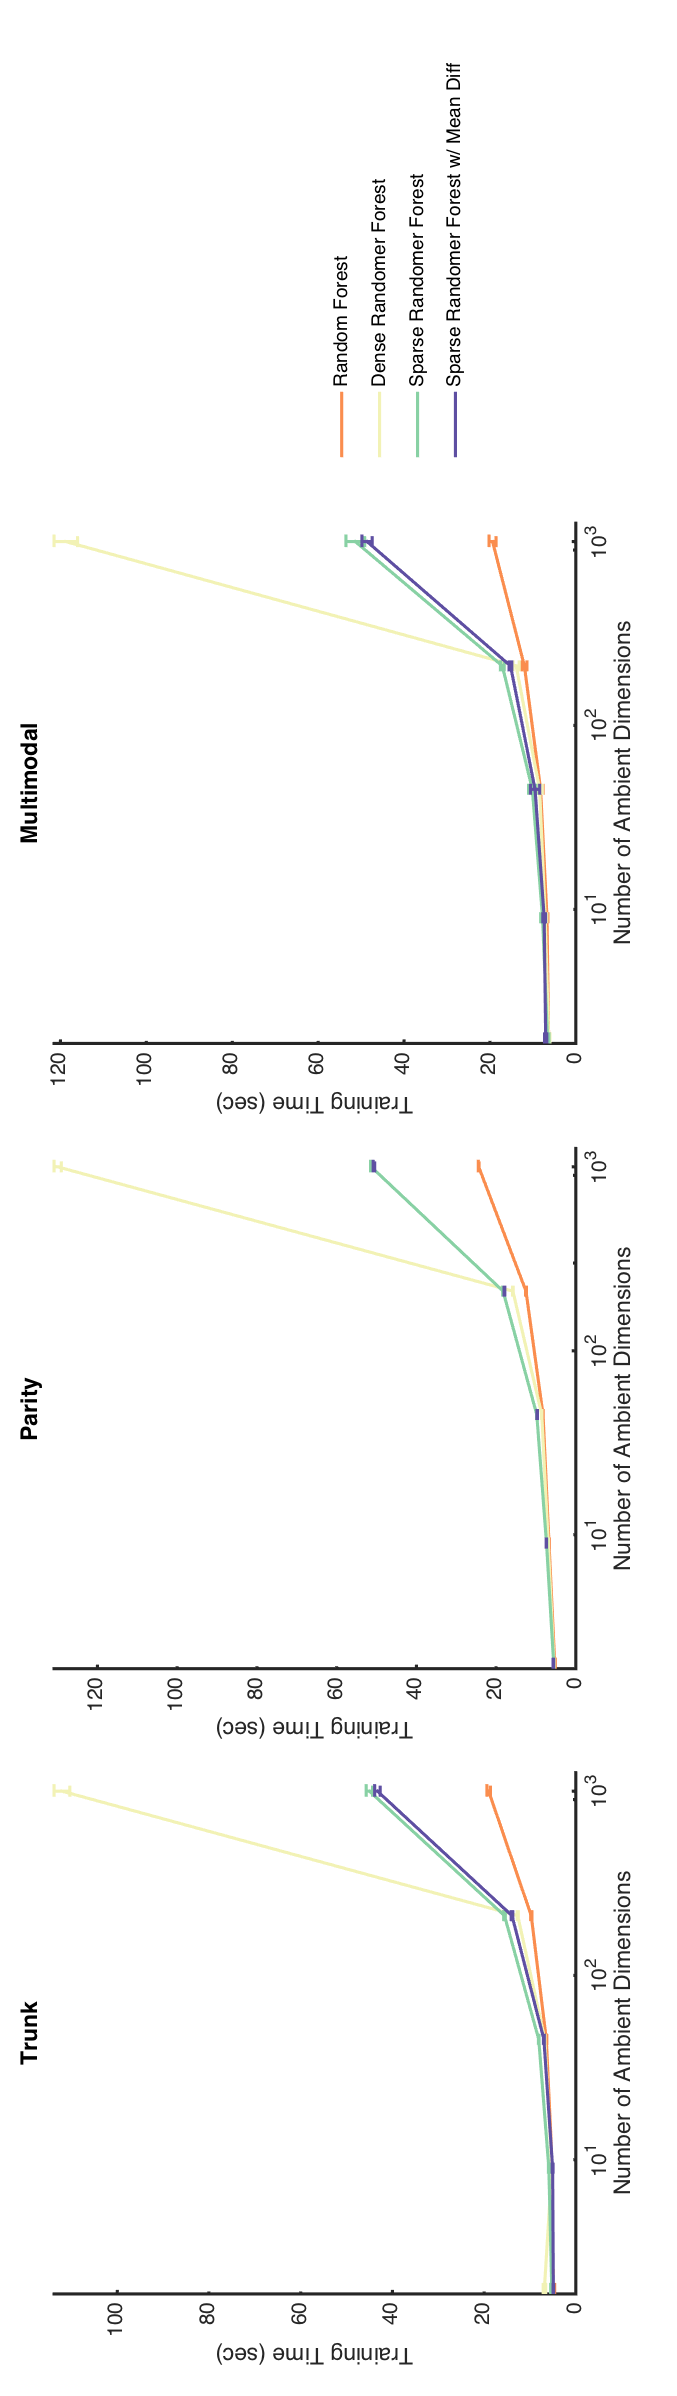 Trunk
Training Time (sec)
100
80
60
40
20
0
10^1
10^2
10^3
Number of Ambient Dimensions
Parity
Training Time (sec)
120
100
80
60
40
20
0
10^1
10^2
10^3
Number of Ambient Dimensions
Multimodal
Training Time (sec)
120
100
80
60
40
20
0
10^1
10^2
10^3
Number of Ambient Dimensions
Random Forest
Dense Randomer Forest
Sparse Randomer Forest
Sparse Randomer Forest w/ Mean Diff